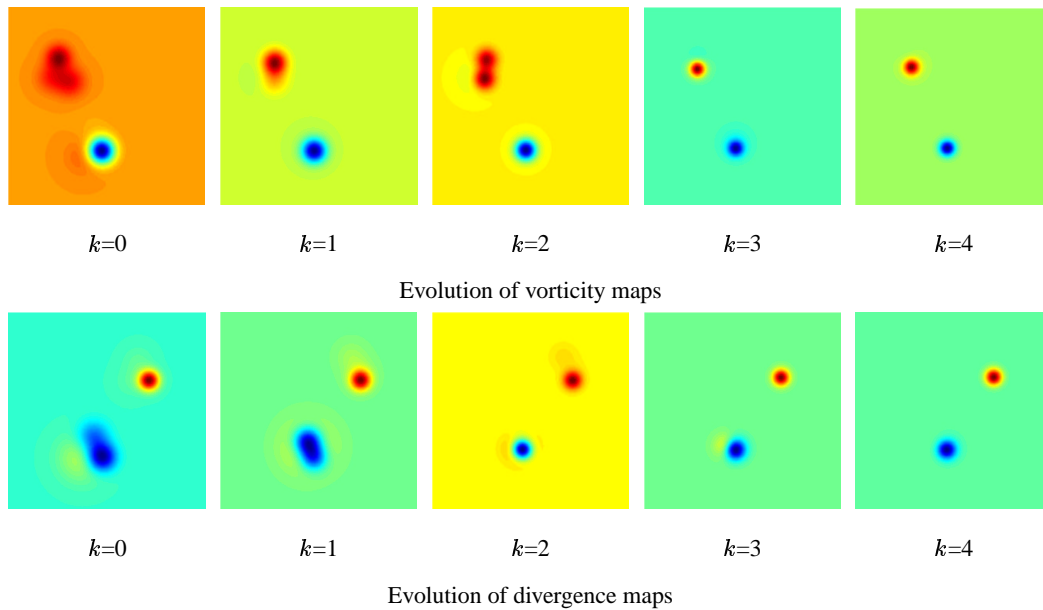 k=0 k=1 k=2 k=3 k=4
Evolution of vorticity maps
k=0 k=1 k=2 k=3 k=4
Evolution of divergence maps